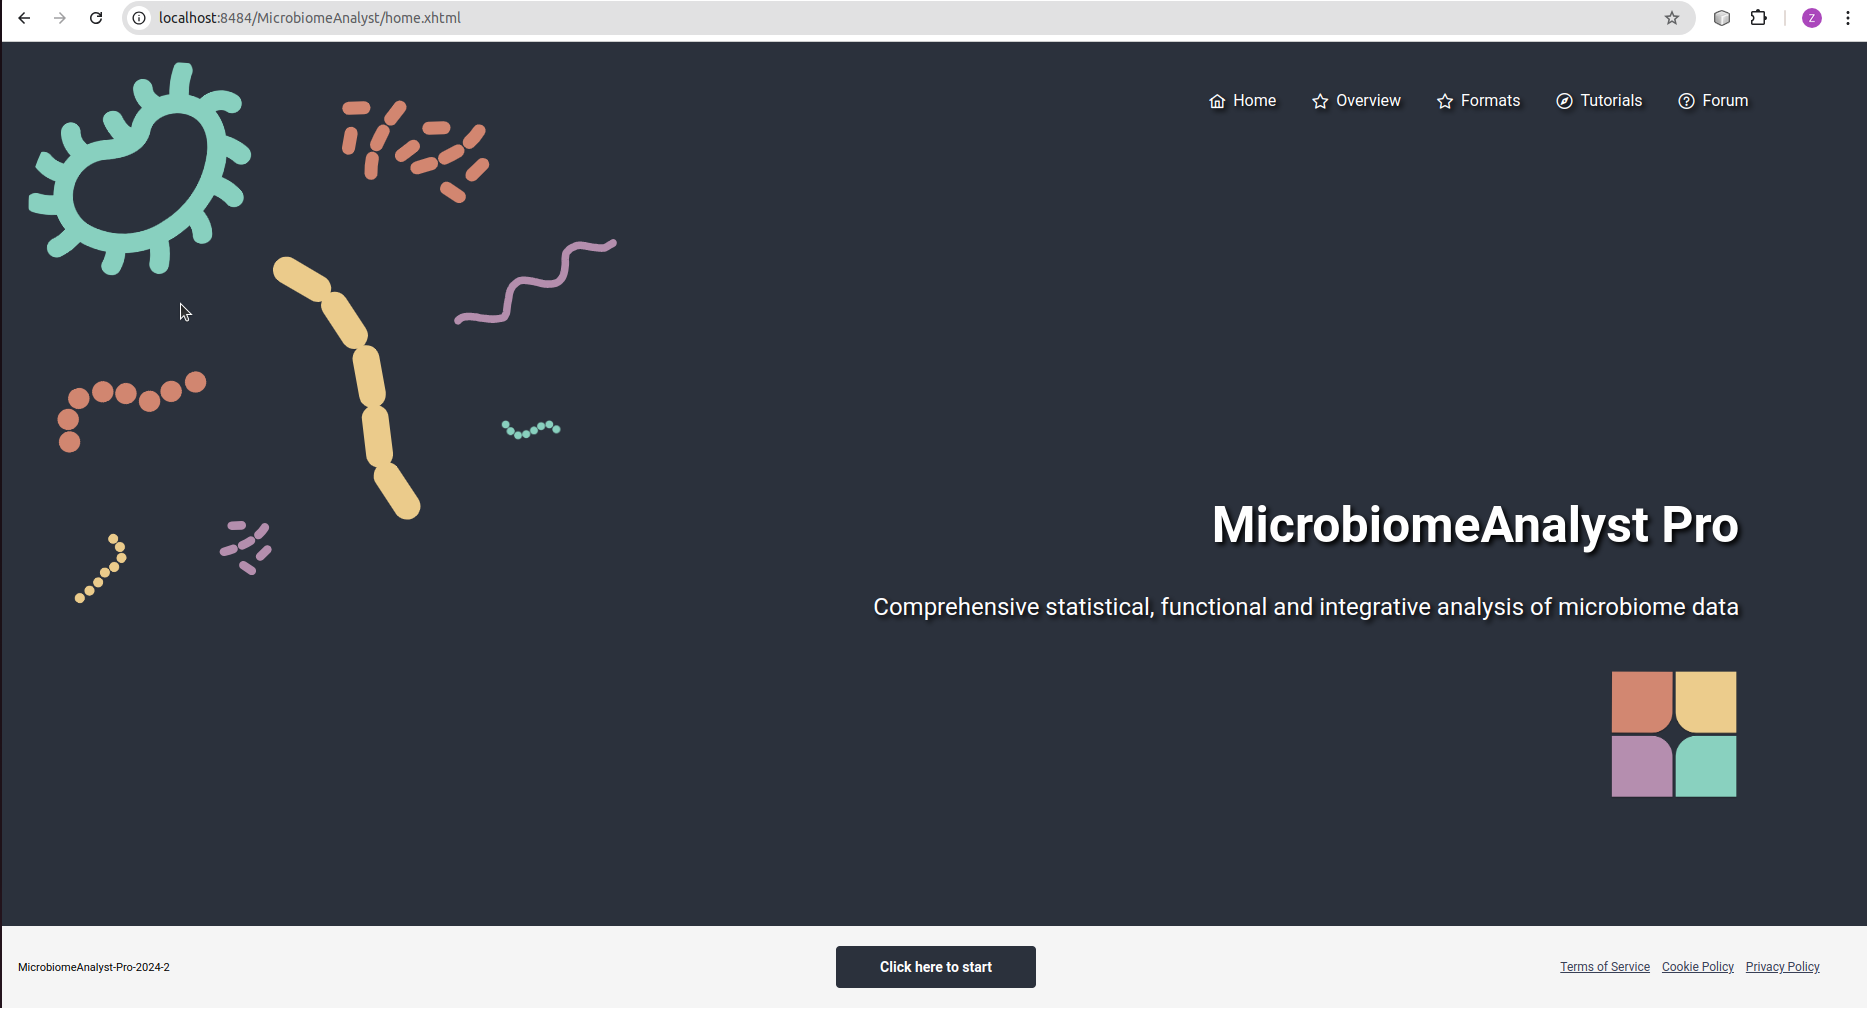 localhost:8484/MicrobiomeAnalyst/home.xhtml
Z
Home Overview Formats Tutorials Forum
MicrobiomeAnalyst Pro
Comprehensive statistical, functional and integrative analysis of microbiome data
MicrobiomeAnalyst-Pro-2024-2
Click here to start
Terms of Service Cookie Policy Privacy Policy